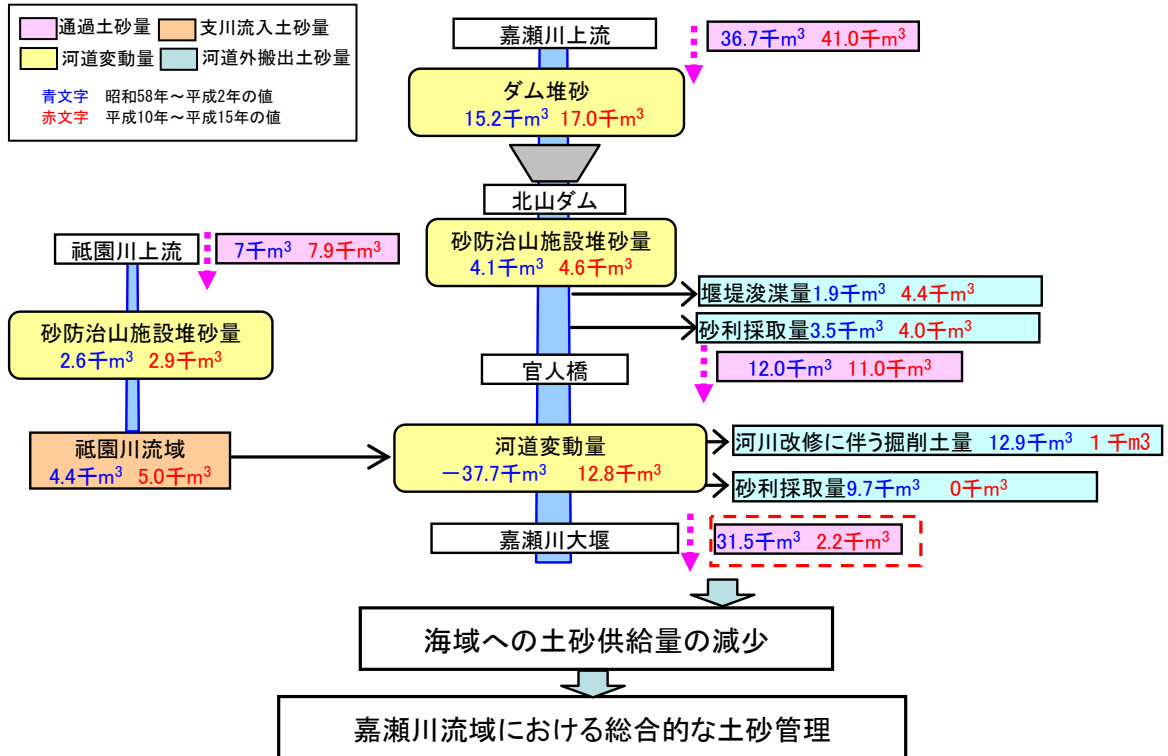 通過土砂量 支川流入土砂量
河道変動量 河道外搬出土砂量
青文字 昭和58年～平成2年の値
赤文字 平成10年～平成15年の値
嘉瀬川上流
36.7千m³ 41.0千m³
ダム堆砂
15.2千m³ 17.0千m³
北山ダム
砂防治山施設堆砂量
4.1千m³ 4.6千m³
祗園川上流
7千m³ 7.9千m³
堰堤浚渫量1.9千m³ 4.4千m³
砂利採取量3.5千m³ 4.0千m³
砂防治山施設堆砂量
2.6千m³ 2.9千m³
官人橋
12.0千m³ 11.0千m³
祗園川流域
4.4千m³ 5.0千m³
河道変動量
－37.7千m³ 12.8千m³
河川改修に伴う掘削土量 12.9千m³ 1千m3
砂利採取量9.7千m³ 0千m³
嘉瀬川大堰
31.5千m³ 2.2千m³
海域への土砂供給量の減少
嘉瀬川流域における総合的な土砂管理